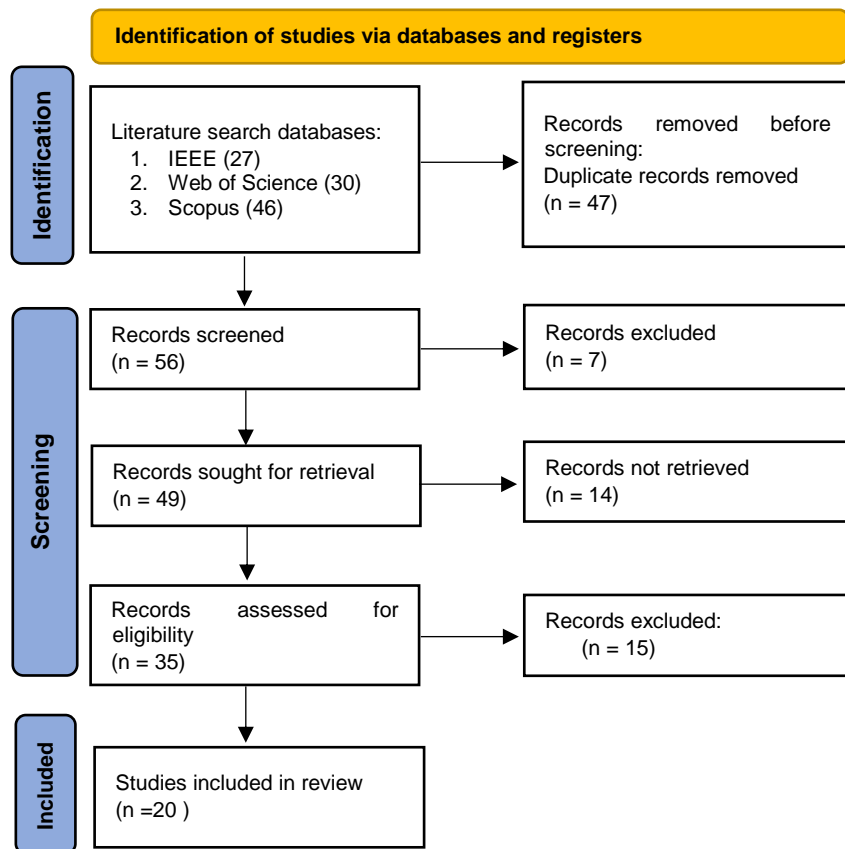 Identification of studies via databases and registers
Identification
Literature search databases:
1. IEEE (27)
2. Web of Science (30)
3. Scopus (46)
Records removed before
screening:
Duplicate records removed
(n = 47)
Screening
Records screened
(n = 56)
Records excluded
(n = 7)
Records sought for retrieval
(n = 49)
Records not retrieved
(n = 14)
Records assessed for
eligibility
(n = 35)
Records excluded:
(n = 15)
Included
Studies included in review
(n =20 )